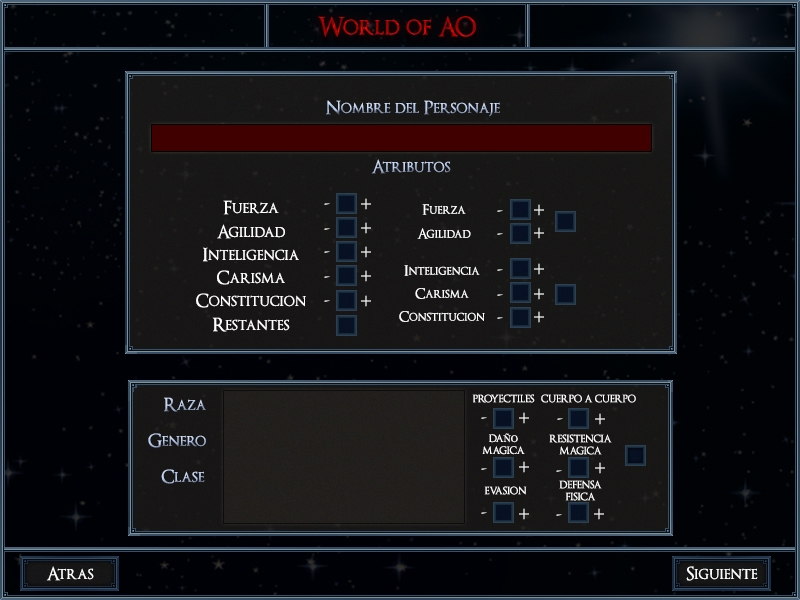 World of AO
Nombre del Personaje
Atributos
Fuerza - +
Agilidad - +
Inteligencia - +
Carisma - +
Constitucion - +
Restantes
Fuerza - +
Agilidad - +
Inteligencia - +
Carisma - +
Constitucion - +
Raza
Genero
Clase
Proyectiles Cuerpo a Cuerpo
- + - +
Daño Resistencia
Magica Magica
- + - +
Evasion Defensa
Fisica
- + - +
Atras Siguiente